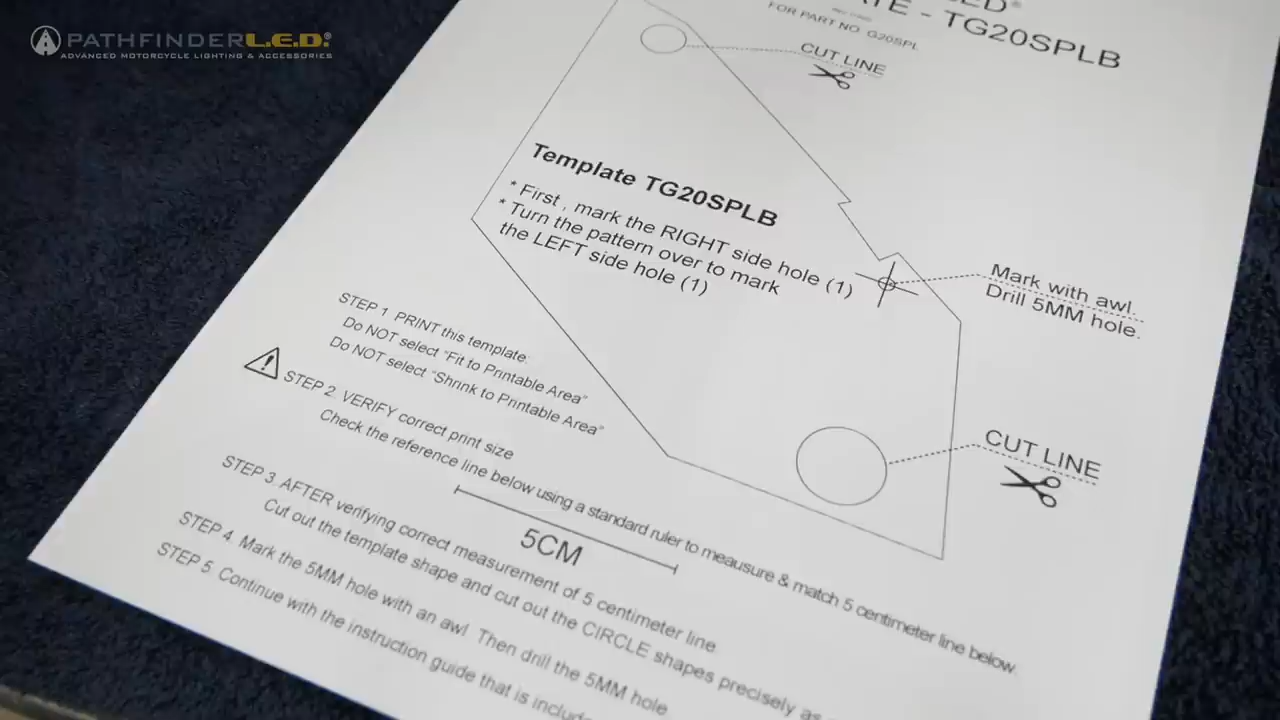 PATHFINDERL.E.D.®
ADVANCED MOTORCYCLE LIGHTING & ACCESSORIES
- TG20SPLB
FOR PART NO. G20SPL
CUT LINE
Template TG20SPLB
* First , mark the RIGHT side hole (1)
* Turn the pattern over to mark
the LEFT side hole (1)
Mark with awl.
Drill 5MM hole.
STEP 1 PRINT this template:
Do NOT select "Fit to Printable Area"
Do NOT select "Shrink to Printable Area"
STEP 2 VERIFY correct print size
Check the reference line below using a standard ruler to meausure & match 5 centimeter line below.
CUT LINE
5CM
STEP 3 AFTER verifying correct measurement of 5 centimeter line
Cut out the template shape and cut out the CIRCLE shapes precisely as
STEP 4 Mark the 5MM hole with an awl Then drill the 5MM hole
STEP 5 Continue with the instruction guide that is